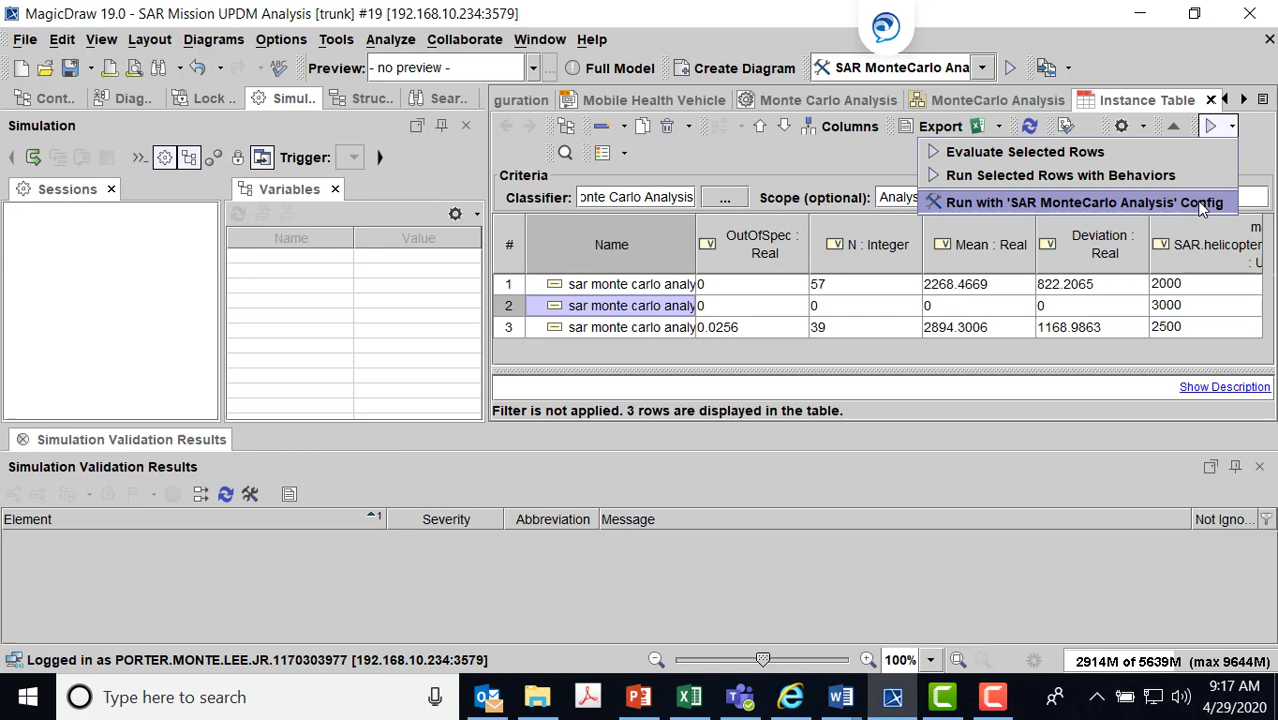 MagicDraw 19.0 - SAR Mission UPDM Analysis [trunk] #19 [192.168.10.234:3579]
File Edit View Layout Diagrams Options Tools Analyze Collaborate Window Help
Preview: - no preview - ... Full Model Create Diagram SAR MonteCarlo Ana
Cont.. Diag.. Lock .. Simul.. Struc.. Sear..
guration Mobile Health Vehicle Monte Carlo Analysis MonteCarlo Analysis Instance Table
Simulation
Columns Export
Trigger:
Evaluate Selected Rows
Run Selected Rows with Behaviors
Run with 'SAR MonteCarlo Analysis' Config
Criteria
Classifier: onte Carlo Analysis ... Scope (optional): Analys
Sessions Variables
Name Value
# Name OutOfSpec : Real N : Integer Mean : Real Deviation : Real m SAR.helicopter : U
1 sar monte carlo analy 0 57 2268.4669 822.2065 2000
2 sar monte carlo analy 0 0 0 0 3000
3 sar monte carlo analy 0.0256 39 2894.3006 1168.9863 2500
Show Description
Filter is not applied. 3 rows are displayed in the table.
Simulation Validation Results
Simulation Validation Results
Element 1 Severity Abbreviation Message Not Igno...
Logged in as PORTER.MONTE.LEE.JR.1170303977 [192.168.10.234:3579]
100%
2914M of 5639M (max 9644M)
Type here to search
9:17 AM
4/29/2020